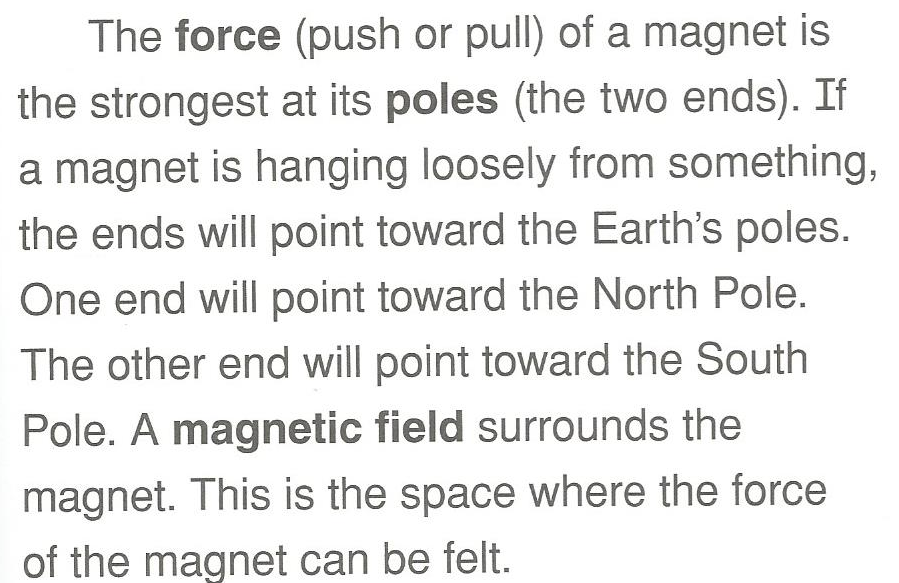 The force (push or pull) of a magnet is
the strongest at its poles (the two ends). If
a magnet is hanging loosely from something,
the ends will point toward the Earth's poles.
One end will point toward the North Pole.
The other end will point toward the South
Pole. A magnetic field surrounds the
magnet. This is the space where the force
of the magnet can be felt.